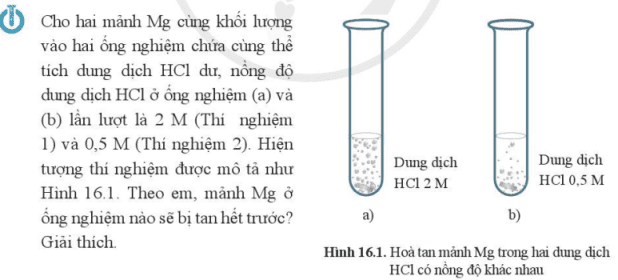 Cho hai mảnh Mg cùng khối lượng
vào hai ống nghiệm chứa cùng thể
tích dung dịch HCl dư, nồng độ
dung dịch HCl ở ống nghiệm (a) và
(b) lần lượt là 2 M (Thí nghiệm
1) và 0,5 M (Thí nghiệm 2). Hiện
tượng thí nghiệm được mô tả như
Hình 16.1. Theo em, mảnh Mg ở
ống nghiệm nào sẽ bị tan hết trước?
Giải thích.
Dung dịch
HCl 2 M
a)
Dung dịch
HCl 0,5 M
b)
Hình 16.1. Hoà tan mảnh Mg trong hai dung dịch
HCl có nồng độ khác nhau